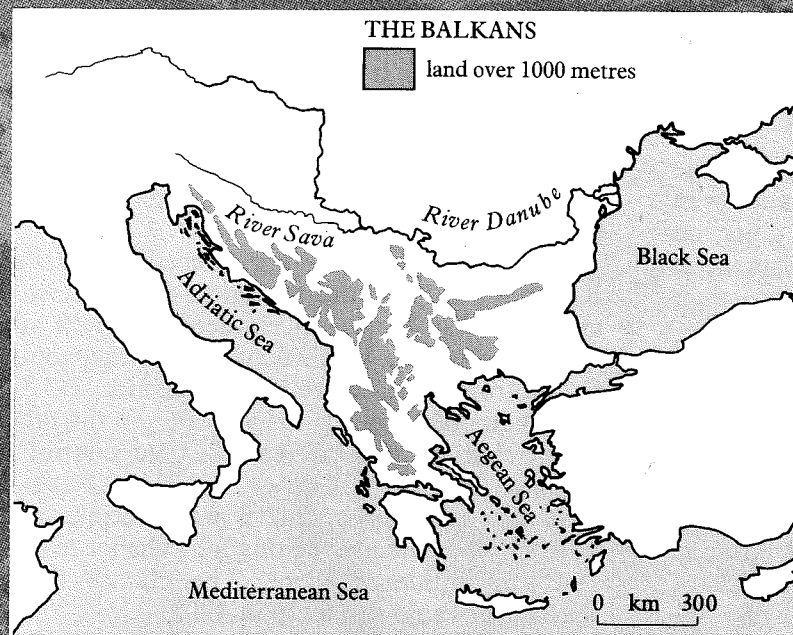 THE BALKANS
land over 1000 metres
River Danube
River Sava
Black Sea
Adriatic Sea
Aegean Sea
Mediterranean Sea
0 km 300